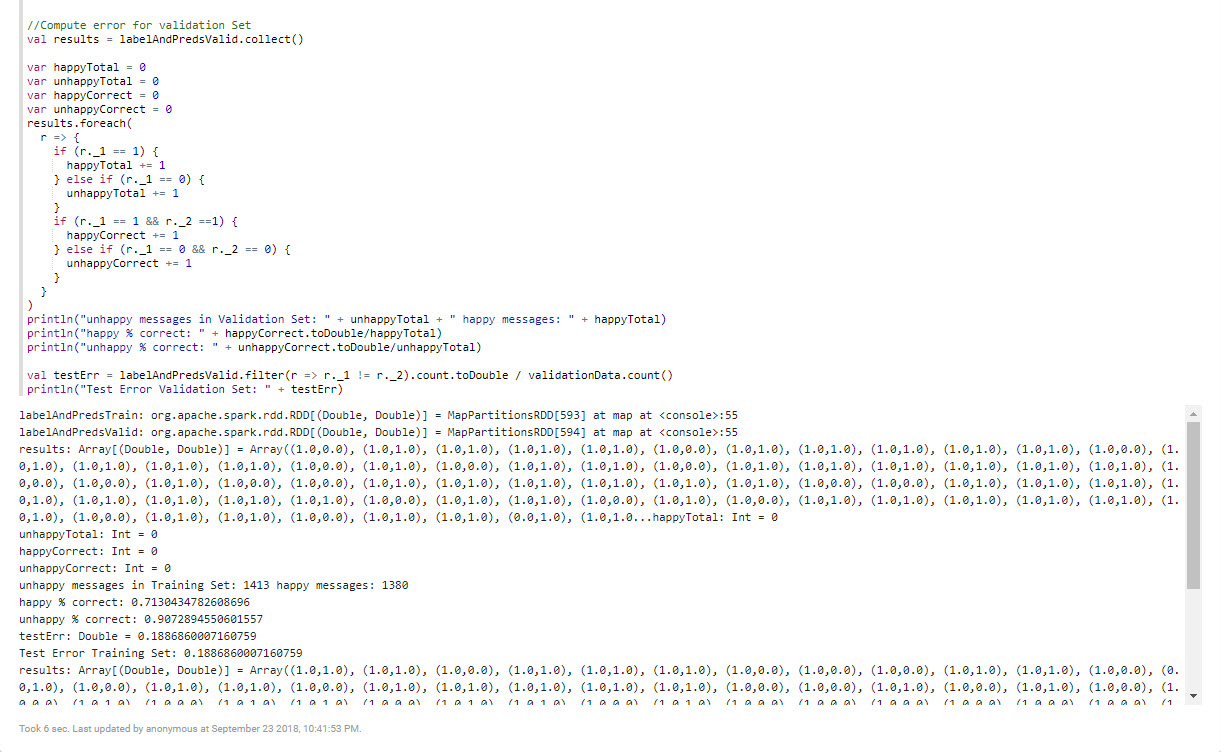 //Compute error for validation Set
val results = labelAndPredsValid.collect()
var happyTotal = 0
var unhappyTotal = 0
var happyCorrect = 0
var unhappyCorrect = 0
results.foreach(
r => {
if (r._1 == 1) {
happyTotal += 1
} else if (r._1 == 0) {
unhappyTotal += 1
}
if (r._1 == 1 && r._2 ==1) {
happyCorrect += 1
} else if (r._1 == 0 && r._2 == 0) {
unhappyCorrect += 1
}
}
)
println("unhappy messages in Validation Set: " + unhappyTotal + " happy messages: " + happyTotal)
println("happy % correct: " + happyCorrect.toDouble/happyTotal)
println("unhappy % correct: " + unhappyCorrect.toDouble/unhappyTotal)
val testErr = labelAndPredsValid.filter(r => r._1 != r._2).count.toDouble / validationData.count()
println("Test Error Validation Set: " + testErr)
labelAndPredsTrain: org.apache.spark.rdd.RDD[(Double, Double)] = MapPartitionsRDD[593] at map at <console>:55
labelAndPredsValid: org.apache.spark.rdd.RDD[(Double, Double)] = MapPartitionsRDD[594] at map at <console>:55
results: Array[(Double, Double)] = Array((1.0,0.0), (1.0,1.0), (1.0,1.0), (1.0,1.0), (1.0,1.0), (1.0,0.0), (1.0,1.0), (1.0,1.0), (1.0,1.0), (1.0,1.0), (1.0,1.0), (1.0,0.0), (1.
0,1.0), (1.0,1.0), (1.0,1.0), (1.0,1.0), (1.0,0.0), (1.0,1.0), (1.0,0.0), (1.0,1.0), (1.0,0.0), (1.0,1.0), (1.0,1.0), (1.0,1.0), (1.0,1.0), (1.0,1.0), (1.
0,0.0), (1.0,0.0), (1.0,1.0), (1.0,0.0), (1.0,0.0), (1.0,1.0), (1.0,1.0), (1.0,1.0), (1.0,1.0), (1.0,1.0), (1.0,0.0), (1.0,0.0), (1.0,1.0), (1.0,1.0), (1.0,1.0), (1.
0,1.0), (1.0,1.0), (1.0,1.0), (1.0,1.0), (1.0,1.0), (1.0,0.0), (1.0,1.0), (1.0,1.0), (1.0,0.0), (1.0,1.0), (1.0,0.0), (1.0,1.0), (1.0,1.0), (1.0,1.0), (1.0,1.0), (1.0,1.0), (1.
0,1.0), (1.0,0.0), (1.0,1.0), (1.0,1.0), (1.0,0.0), (1.0,1.0), (1.0,1.0), (0.0,1.0), (1.0,1.0...happyTotal: Int = 0
unhappyTotal: Int = 0
happyCorrect: Int = 0
unhappyCorrect: Int = 0
unhappy messages in Training Set: 1413 happy messages: 1380
happy % correct: 0.7130434782608696
unhappy % correct: 0.9072894550601557
testErr: Double = 0.1886860007160759
Test Error Training Set: 0.1886860007160759
results: Array[(Double, Double)] = Array((1.0,1.0), (1.0,1.0), (1.0,0.0), (1.0,1.0), (1.0,1.0), (1.0,1.0), (1.0,0.0), (1.0,0.0), (1.0,0.0), (1.0,1.0), (1.0,1.0), (1.0,0.0), (0.
0,1.0), (1.0,0.0), (1.0,1.0), (1.0,1.0), (1.0,0.0), (1.0,1.0), (1.0,1.0), (1.0,1.0), (1.0,1.0), (1.0,0.0), (1.0,0.0), (1.0,1.0), (1.0,0.0), (1.0,1.0), (1.0,0.0), (1.
Took 6 sec. Last updated by anonymous at September 23 2018, 10:41:53 PM.